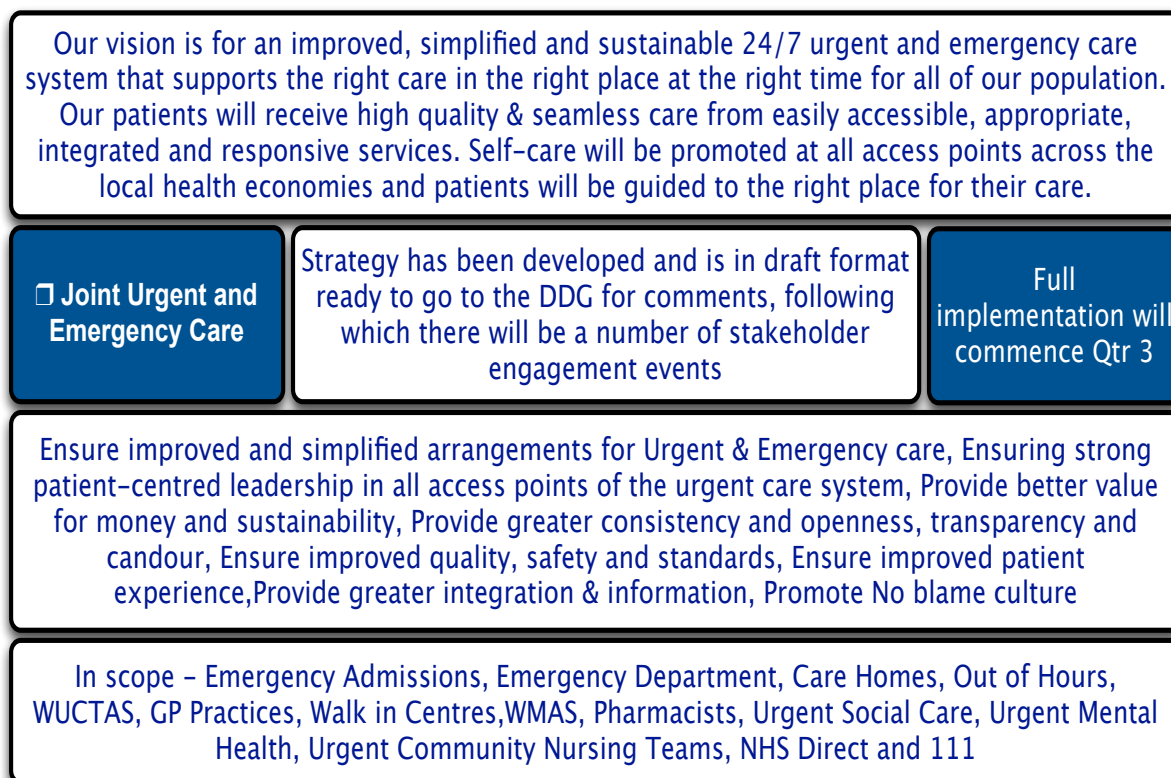 Our vision is for an improved, simplified and sustainable 24/7 urgent and emergency care
system that supports the right care in the right place at the right time for all of our population.
Our patients will receive high quality & seamless care from easily accessible, appropriate,
integrated and responsive services. Self-care will be promoted at all access points across the
local health economies and patients will be guided to the right place for their care.
❒ Joint Urgent and
Emergency Care
Strategy has been developed and is in draft format
ready to go to the DDG for comments, following
which there will be a number of stakeholder
engagement events
Full
implementation will
commence Qtr 3
Ensure improved and simplified arrangements for Urgent & Emergency care, Ensuring strong
patient-centred leadership in all access points of the urgent care system, Provide better value
for money and sustainability, Provide greater consistency and openness, transparency and
candour, Ensure improved quality, safety and standards, Ensure improved patient
experience,Provide greater integration & information, Promote No blame culture
In scope - Emergency Admissions, Emergency Department, Care Homes, Out of Hours,
WUCTAS, GP Practices, Walk in Centres,WMAS, Pharmacists, Urgent Social Care, Urgent Mental
Health, Urgent Community Nursing Teams, NHS Direct and 111